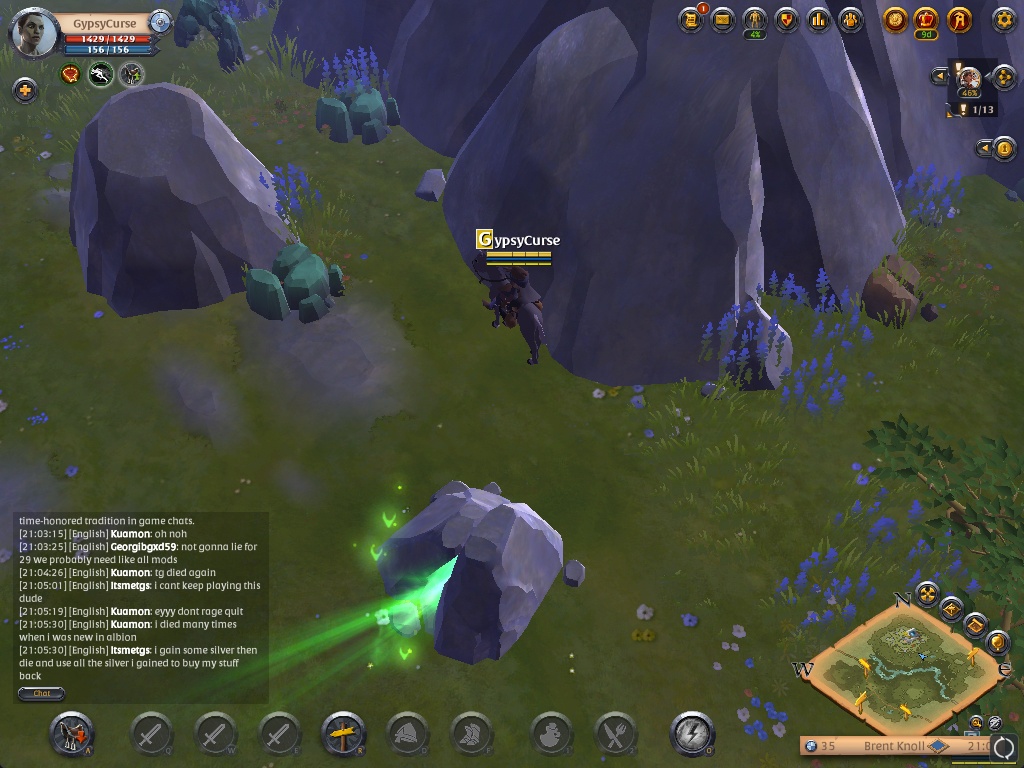 GypsyCurse
1429 / 1429
156 / 156
1
4%
9d
46%
1/13
1
GypsyCurse
time-honored tradition in game chats.
[21:03:15] [English] Kuamon: oh noh
[21:03:25] [English] Georgibgxd59: not gonna lie for
29 we probably need like all mods
[21:04:26] [English] Kuamon: tg died again
[21:05:01] [English] Itsmetgs: i cant keep playing this
dude
[21:05:19] [English] Kuamon: eyyy dont rage quit
[21:05:30] [English] Kuamon: i died many times
when i was new in albion
[21:05:30] [English] Itsmetgs: i gain some silver then
die and use all the silver i gained to buy my stuff
back
Chat
N
W
E
A
Q
W
E
R
D
F
O
35
Brent Knoll